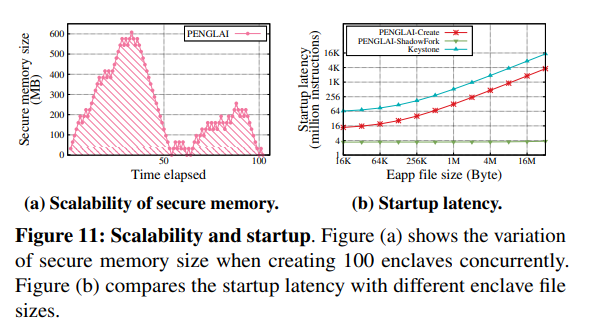 PENGLAI
600
500
400
300
200
100
0
50
100
Secure memory size
(MB)
Time elapsed
PENGLAI-Create
PENGLAI-ShadowFork
Keystone
16K
4K
1K
256
64
16
4
1
16K
64K
256K
1M
4M
16M
Startup latency
(million instructions)
Eapp file size (Byte)
(a) Scalability of secure memory.
(b) Startup latency.
Figure 11: Scalability and startup. Figure (a) shows the variation
of secure memory size when creating 100 enclaves concurrently.
Figure (b) compares the startup latency with different enclave file
sizes.